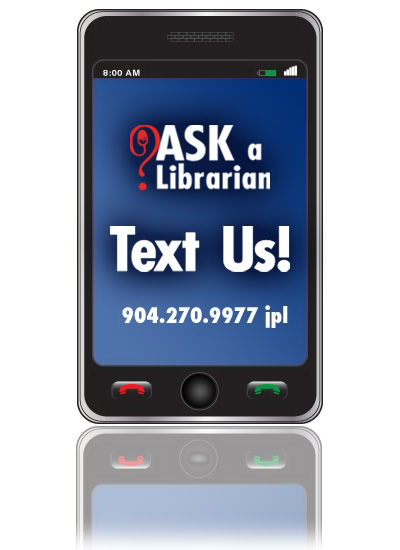 8:00 AM
ASK a
Librarian
Text Us!
904.270.9977 jpl